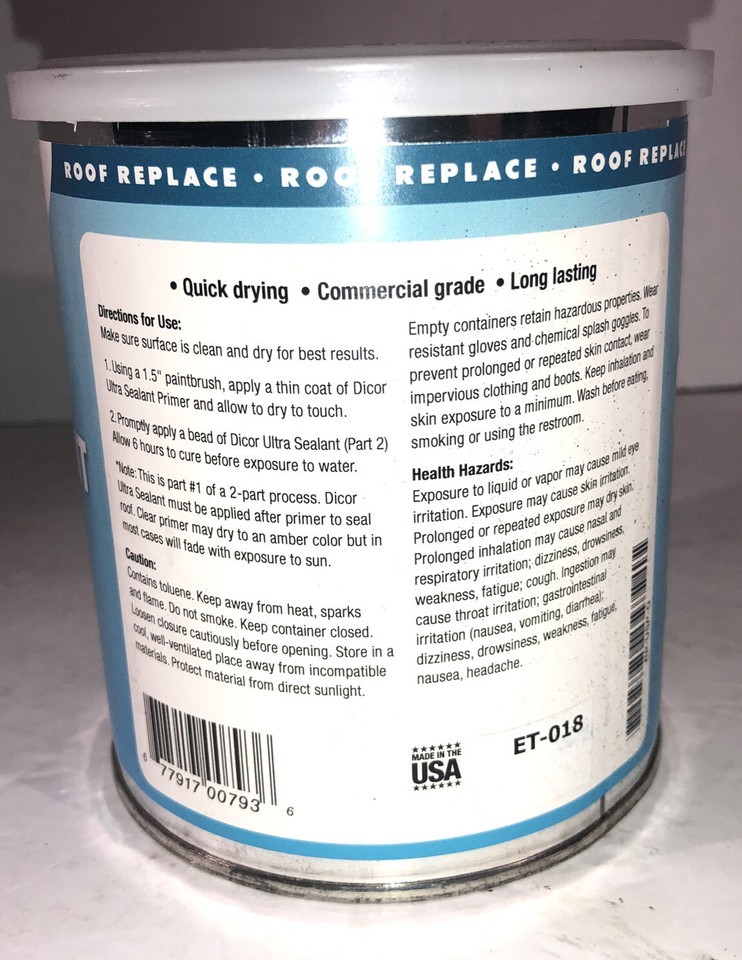 ROOF REPLACE • ROO REPLACE • ROOF REPLAC
• Quick drying • Commercial grade • Long lasting
Directions for Use:
Make sure surface is clean and dry for best results.
1. Using a 1.5" paintbrush, apply a thin coat of Dicor
Ultra Sealant Primer and allow to dry to touch.
2. Promptly apply a bead of Dicor Ultra Sealant (Part 2)
Allow 6 hours to cure before exposure to water.
*Note: This is part #1 of a 2-part process. Dicor
Ultra Sealant must be applied after primer to seal
roof. Clear primer may dry to an amber color but in
most cases will fade with exposure to sun.
Caution:
Contains toluene. Keep away from heat, sparks
and flame. Do not smoke. Keep container closed.
Loosen closure cautiously before opening. Store in a
cool, well-ventilated place away from incompatible
materials. Protect material from direct sunlight.
6 77917 00793 6
Empty containers retain hazardous properties. Wear
resistant gloves and chemical splash goggles. To
prevent prolonged or repeated skin contact, wear
impervious clothing and boots. Keep inhalation and
skin exposure to a minimum. Wash before eating,
smoking or using the restroom.
Health Hazards:
Exposure to liquid or vapor may cause mild eye
irritation. Exposure may cause skin irritation.
Prolonged or repeated exposure may dry skin.
Prolonged inhalation may cause nasal and
respiratory irritation; dizziness, drowsiness,
weakness, fatigue; cough. Ingestion may
cause throat irritation; gastrointestinal
irritation (nausea, vomiting, diarrhea);
dizziness, drowsiness, weakness, fatigue,
nausea, headache.
MADE IN THE
USA
ET-018
T